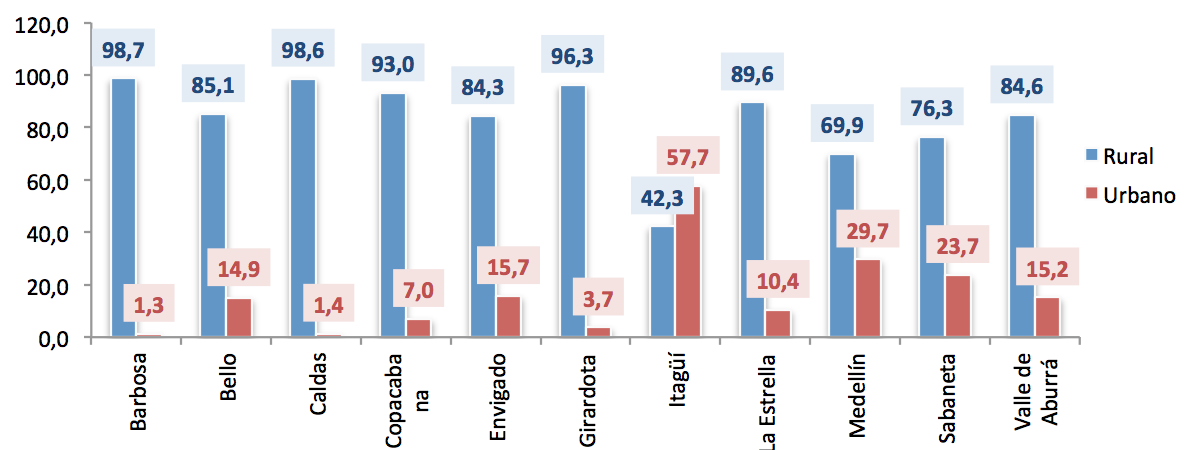 120,0
100,0
80,0
60,0
40,0
20,0
0,0
98,7
1,3
85,1
14,9
98,6
1,4
93,0
7,0
84,3
15,7
96,3
3,7
42,3
57,7
89,6
10,4
69,9
29,7
76,3
23,7
84,6
15,2
Barbosa
Bello
Caldas
Copacaba
na
Envigado
Girardota
Itagüí
La Estrella
Medellín
Sabaneta
Valle de
Aburrá
Rural
Urbano